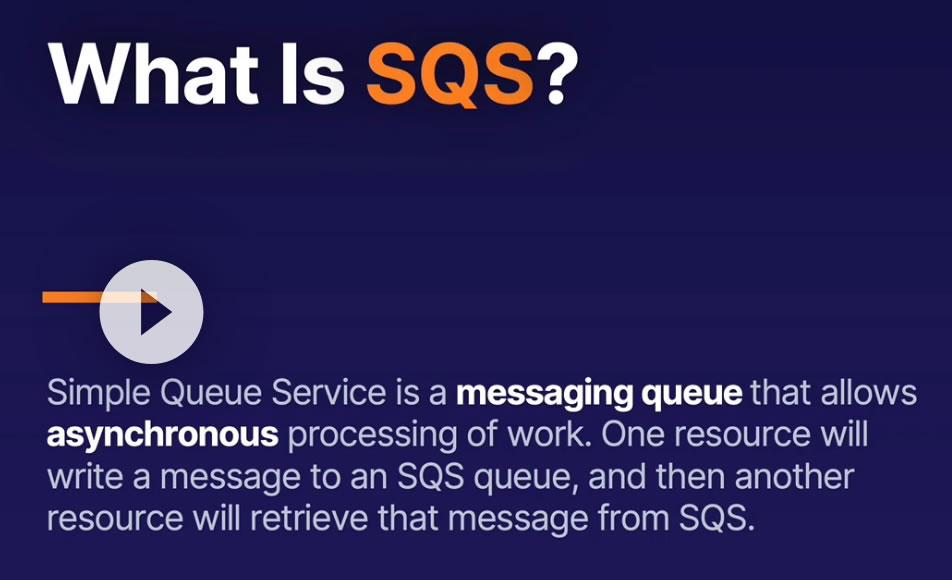 What Is SQS?
Simple Queue Service is a messaging queue that allows
asynchronous processing of work. One resource will
write a message to an SQS queue, and then another
resource will retrieve that message from SQS.